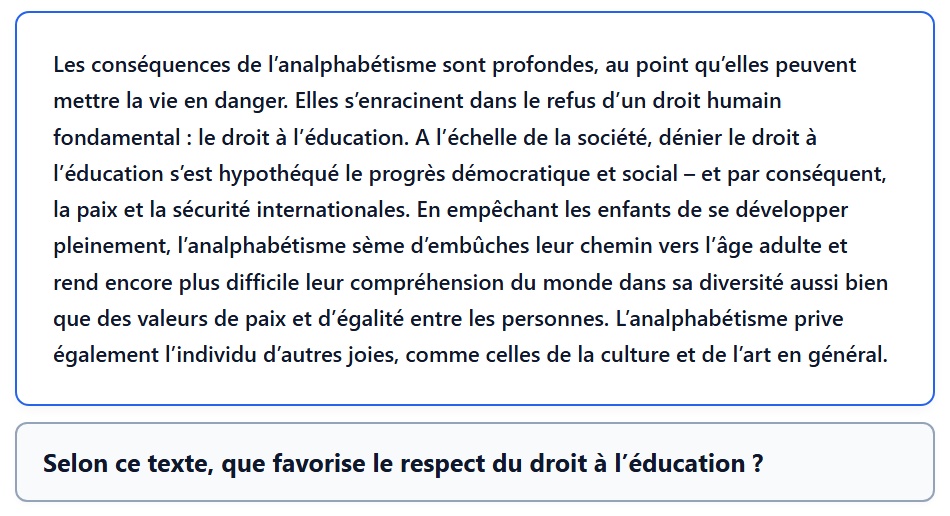 Les conséquences de l’analphabétisme sont profondes, au point qu’elles peuvent
mettre la vie en danger. Elles s’enracinent dans le refus d’un droit humain
fondamental : le droit à l’éducation. A l’échelle de la société, dénier le droit à
l’éducation s’est hypothéqué le progrès démocratique et social – et par conséquent,
la paix et la sécurité internationales. En empêchant les enfants de se développer
pleinement, l’analphabétisme sème d’embûches leur chemin vers l’âge adulte et
rend encore plus difficile leur compréhension du monde dans sa diversité aussi bien
que des valeurs de paix et d’égalité entre les personnes. L’analphabétisme prive
également l’individu d’autres joies, comme celles de la culture et de l’art en général.
Selon ce texte, que favorise le respect du droit à l’éducation ?